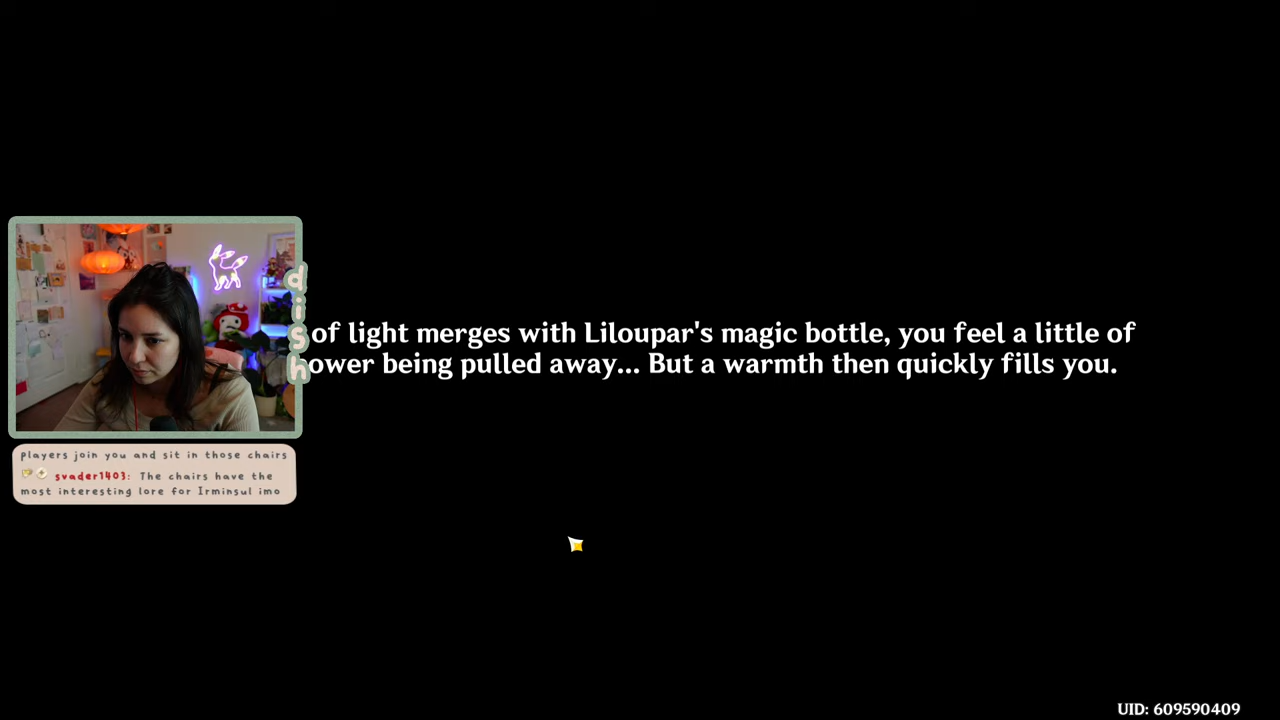 of light merges with Liloupar's magic bottle, you feel a little of
ower being pulled away... But a warmth then quickly fills you.
dish
players join you and sit in those chairs
svader1403: The chairs have the
most interesting lore for Irminsul imo
UID: 609590409